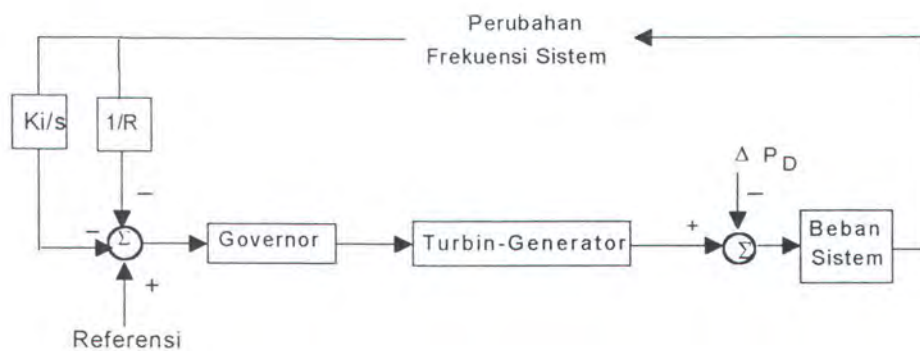 Perubahan
Frekuensi Sistem
Ki/s
1/R
Δ P_D
−
−
−
Σ
Governor
Turbin-Generator
+
Σ
Beban
Sistem
+
Referensi